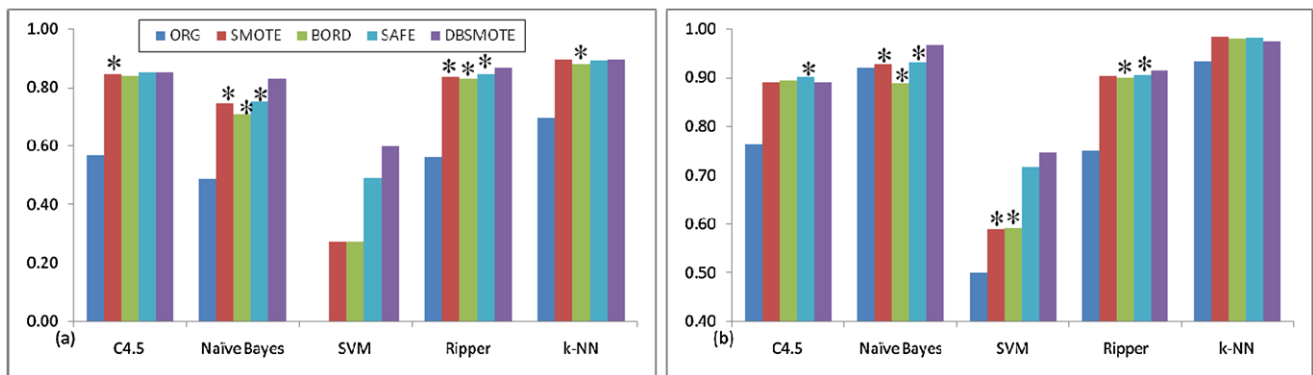 1.00
0.80
0.60
0.40
0.20
0.00
ORG SMOTE BORD SAFE DBSMOTE
* * * * * * * *
(a)
C4.5 Naïve Bayes SVM Ripper k-NN
1.00
0.90
0.80
0.70
0.60
0.50
0.40
* * * * * * * *
(b)
C4.5 Naïve Bayes SVM Ripper k-NN